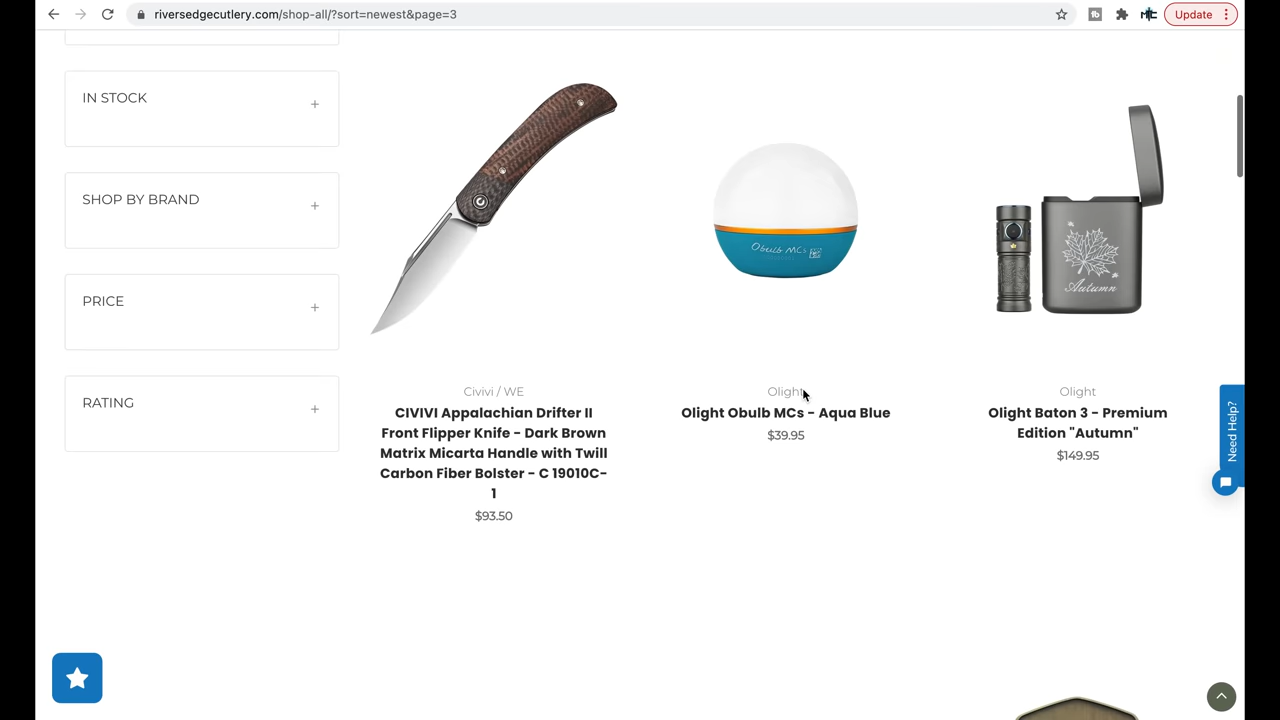 riversedgecutlery.com/shop-all/?sort=newest&page=3
Update
IN STOCK
SHOP BY BRAND
PRICE
RATING
Obulb MCs
Autumn
Civivi / WE
CIVIVI Appalachian Drifter II
Front Flipper Knife - Dark Brown
Matrix Micarta Handle with Twill
Carbon Fiber Bolster - C 19010C-
1
$93.50
Olight
Olight Obulb MCs - Aqua Blue
$39.95
Olight
Olight Baton 3 - Premium
Edition "Autumn"
$149.95
Need Help?